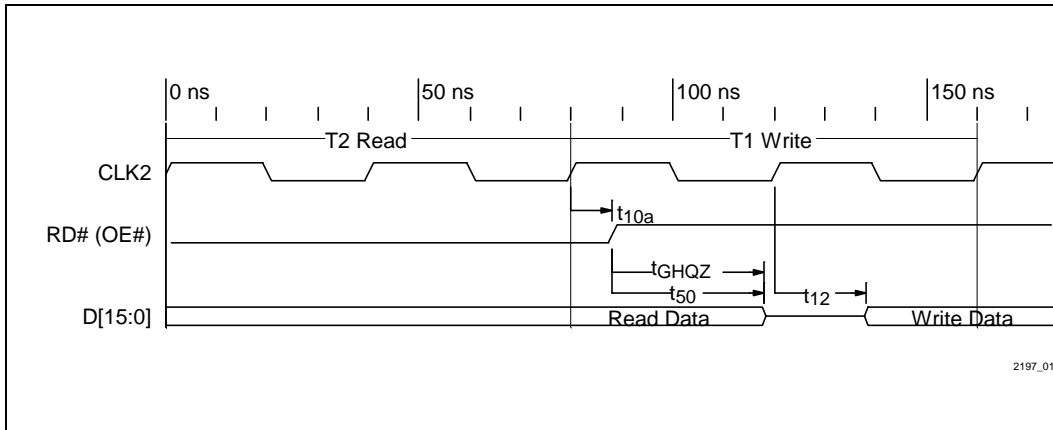 0 ns 50 ns 100 ns 150 ns
T2 Read T1 Write
CLK2
t10a
RD# (OE#)
tGHQZ
t50 t12
D[15:0] Read Data Write Data
2197_01